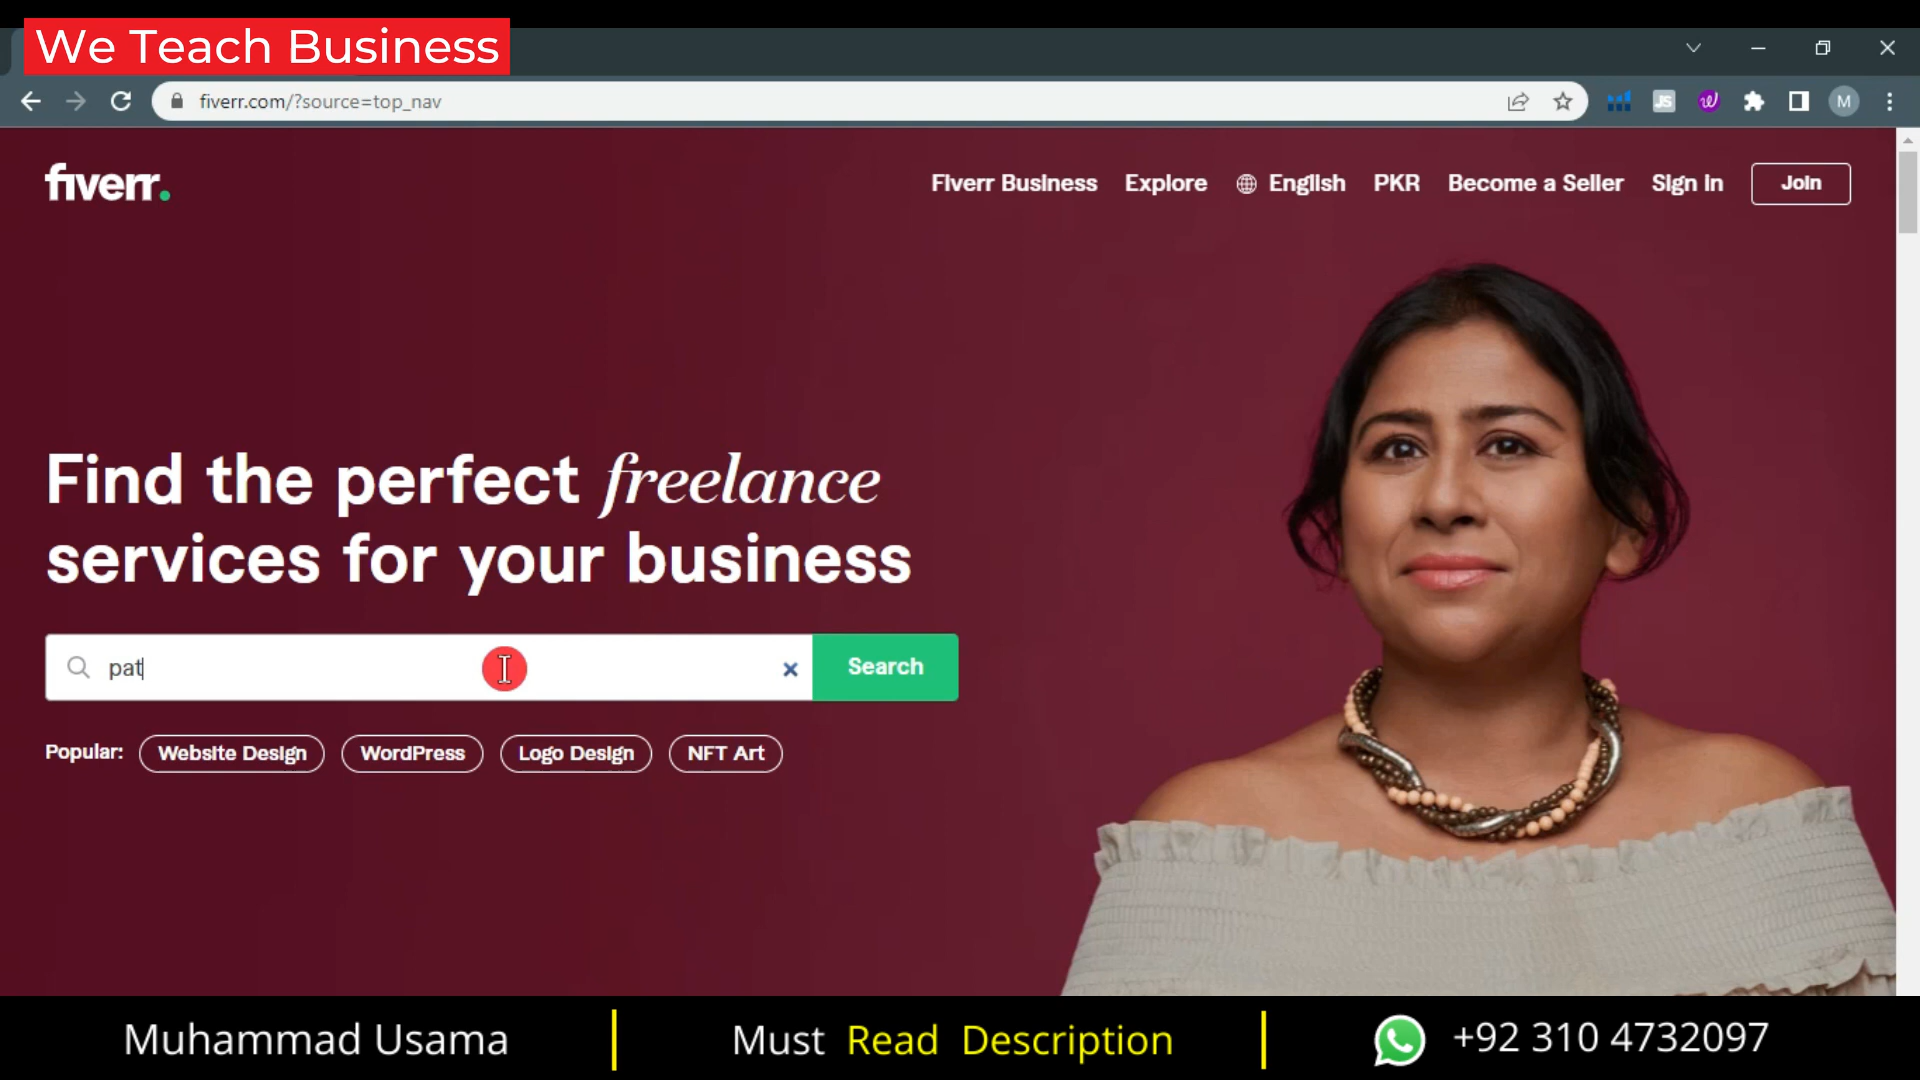 We Teach Business
fiverr.com/?source=top_nav
JS
M
fiverr.
Fiverr Business Explore English PKR Become a Seller Sign in Join
Find the perfect freelance
services for your business
pat
Search
Popular: Website Design WordPress Logo Design NFT Art
Muhammad Usama | Must Read Description | +92 310 4732097